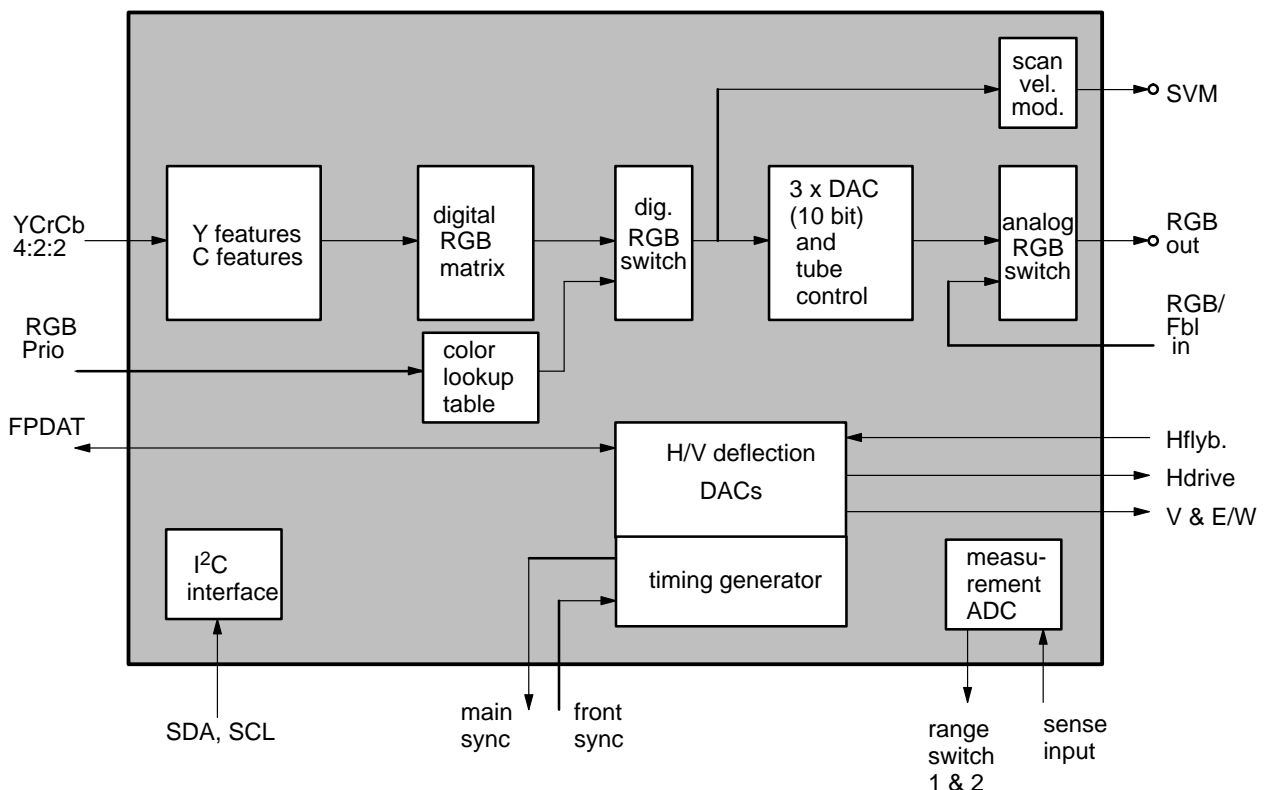 scan
vel.
mod.
SVM
YCrCb
4:2:2
Y features
C features
digital
RGB
matrix
dig.
RGB
switch
3 x DAC
(10 bit)
and
tube
control
analog
RGB
switch
RGB
out
RGB
Prio
color
lookup
table
RGB/
Fbl
in
FPDAT
H/V deflection
DACs
Hflyb.
Hdrive
V & E/W
I²C
interface
timing generator
measu-
rement
ADC
SDA, SCL
main
sync
front
sync
range
switch
1 & 2
sense
input